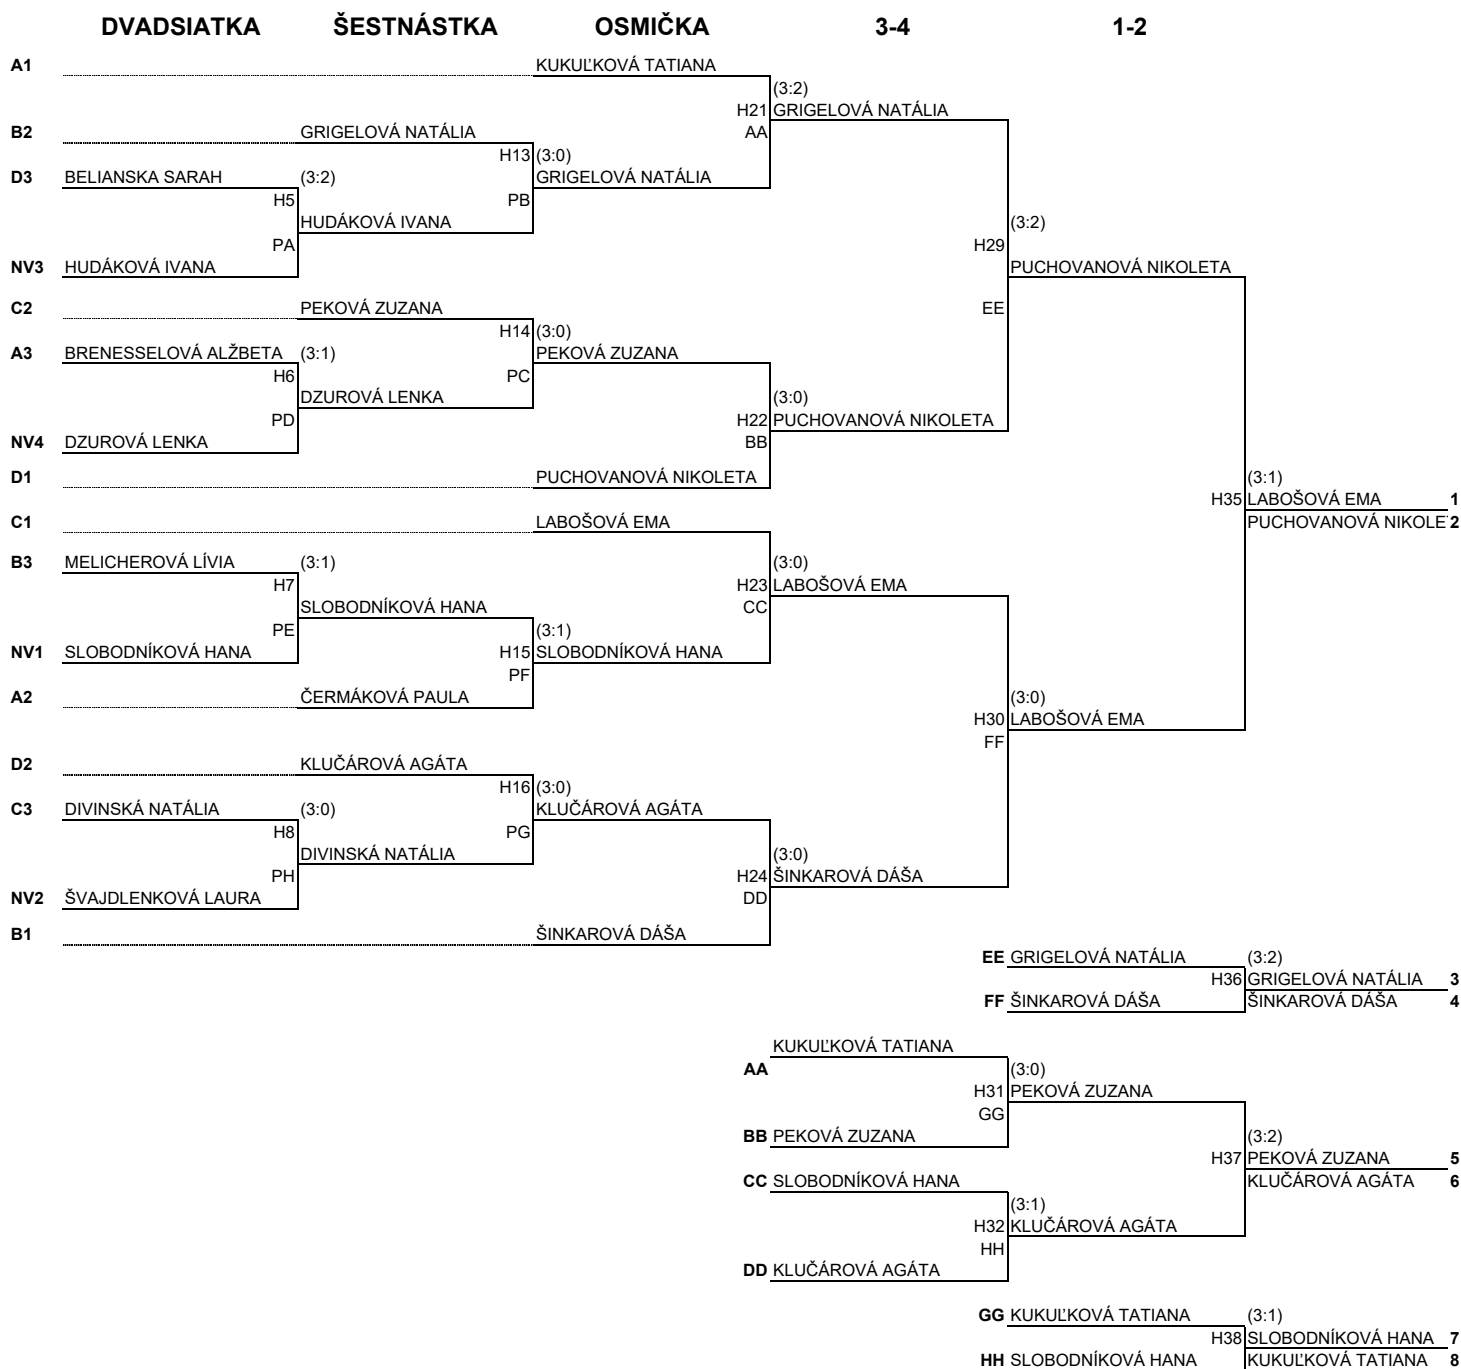 DVADSIATKA ŠESTNÁSTKA OSMIČKA 3-4 1-2
A1 KUKUĽKOVÁ TATIANA
(3:2)
H21 GRIGELOVÁ NATÁLIA
B2 GRIGELOVÁ NATÁLIA AA
H13 (3:0)
D3 BELIANSKA SARAH (3:2) GRIGELOVÁ NATÁLIA
H5 PB
HUDÁKOVÁ IVANA (3:2)
PA H29
NV3 HUDÁKOVÁ IVANA PUCHOVANOVÁ NIKOLETA
C2 PEKOVÁ ZUZANA EE
H14 (3:0)
A3 BRENESSELOVÁ ALŽBETA (3:1) PEKOVÁ ZUZANA
H6 PC
DZUROVÁ LENKA (3:0)
PD H22 PUCHOVANOVÁ NIKOLETA
NV4 DZUROVÁ LENKA BB
D1 PUCHOVANOVÁ NIKOLETA (3:1)
H35 LABOŠOVÁ EMA 1
C1 LABOŠOVÁ EMA PUCHOVANOVÁ NIKOLE 2
B3 MELICHEROVÁ LÍVIA (3:1) (3:0)
H7 H23 LABOŠOVÁ EMA
SLOBODNÍKOVÁ HANA CC
PE (3:1)
NV1 SLOBODNÍKOVÁ HANA H15 SLOBODNÍKOVÁ HANA
PF
A2 ČERMÁKOVÁ PAULA (3:0)
H30 LABOŠOVÁ EMA
FF
D2 KLUČÁROVÁ AGÁTA
H16 (3:0)
C3 DIVINSKÁ NATÁLIA (3:0) KLUČÁROVÁ AGÁTA
H8 PG
DIVINSKÁ NATÁLIA (3:0)
PH H24 ŠINKAROVÁ DÁŠA
NV2 ŠVAJDLENKOVÁ LAURA DD
B1 ŠINKAROVÁ DÁŠA
EE GRIGELOVÁ NATÁLIA (3:2)
H36 GRIGELOVÁ NATÁLIA 3
FF ŠINKAROVÁ DÁŠA ŠINKAROVÁ DÁŠA 4
KUKUĽKOVÁ TATIANA
AA (3:0)
H31 PEKOVÁ ZUZANA
GG
BB PEKOVÁ ZUZANA (3:2)
H37 PEKOVÁ ZUZANA 5
CC SLOBODNÍKOVÁ HANA KLUČÁROVÁ AGÁTA 6
(3:1)
H32 KLUČÁROVÁ AGÁTA
HH
DD KLUČÁROVÁ AGÁTA
GG KUKUĽKOVÁ TATIANA (3:1)
H38 SLOBODNÍKOVÁ HANA 7
HH SLOBODNÍKOVÁ HANA KUKUĽKOVÁ TATIANA 8